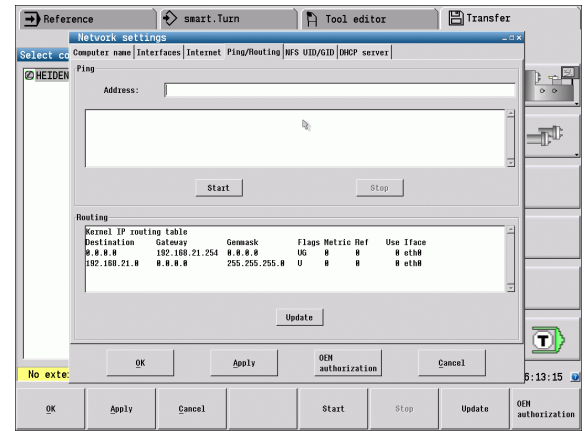 Reference
smart.Turn
Tool editor
Transfer
Network settings
Select co
Computer name Interfaces Internet Ping/Routing NFS UID/GID DHCP server
HEIDEN
Ping
Address:
Start
Stop
Routing
Kernel IP routing table
Destination Gateway Genmask Flags Metric Ref Use Iface
0.0.0.0 192.168.21.254 0.0.0.0 UG 0 0 0 eth0
192.168.21.0 0.0.0.0 255.255.255.0 U 0 0 0 eth0
Update
OK
Apply
OEM
authorization
Cancel
T
No exte
6:13:15
OK
Apply
Cancel
Start
Stop
Update
OEM
authorization